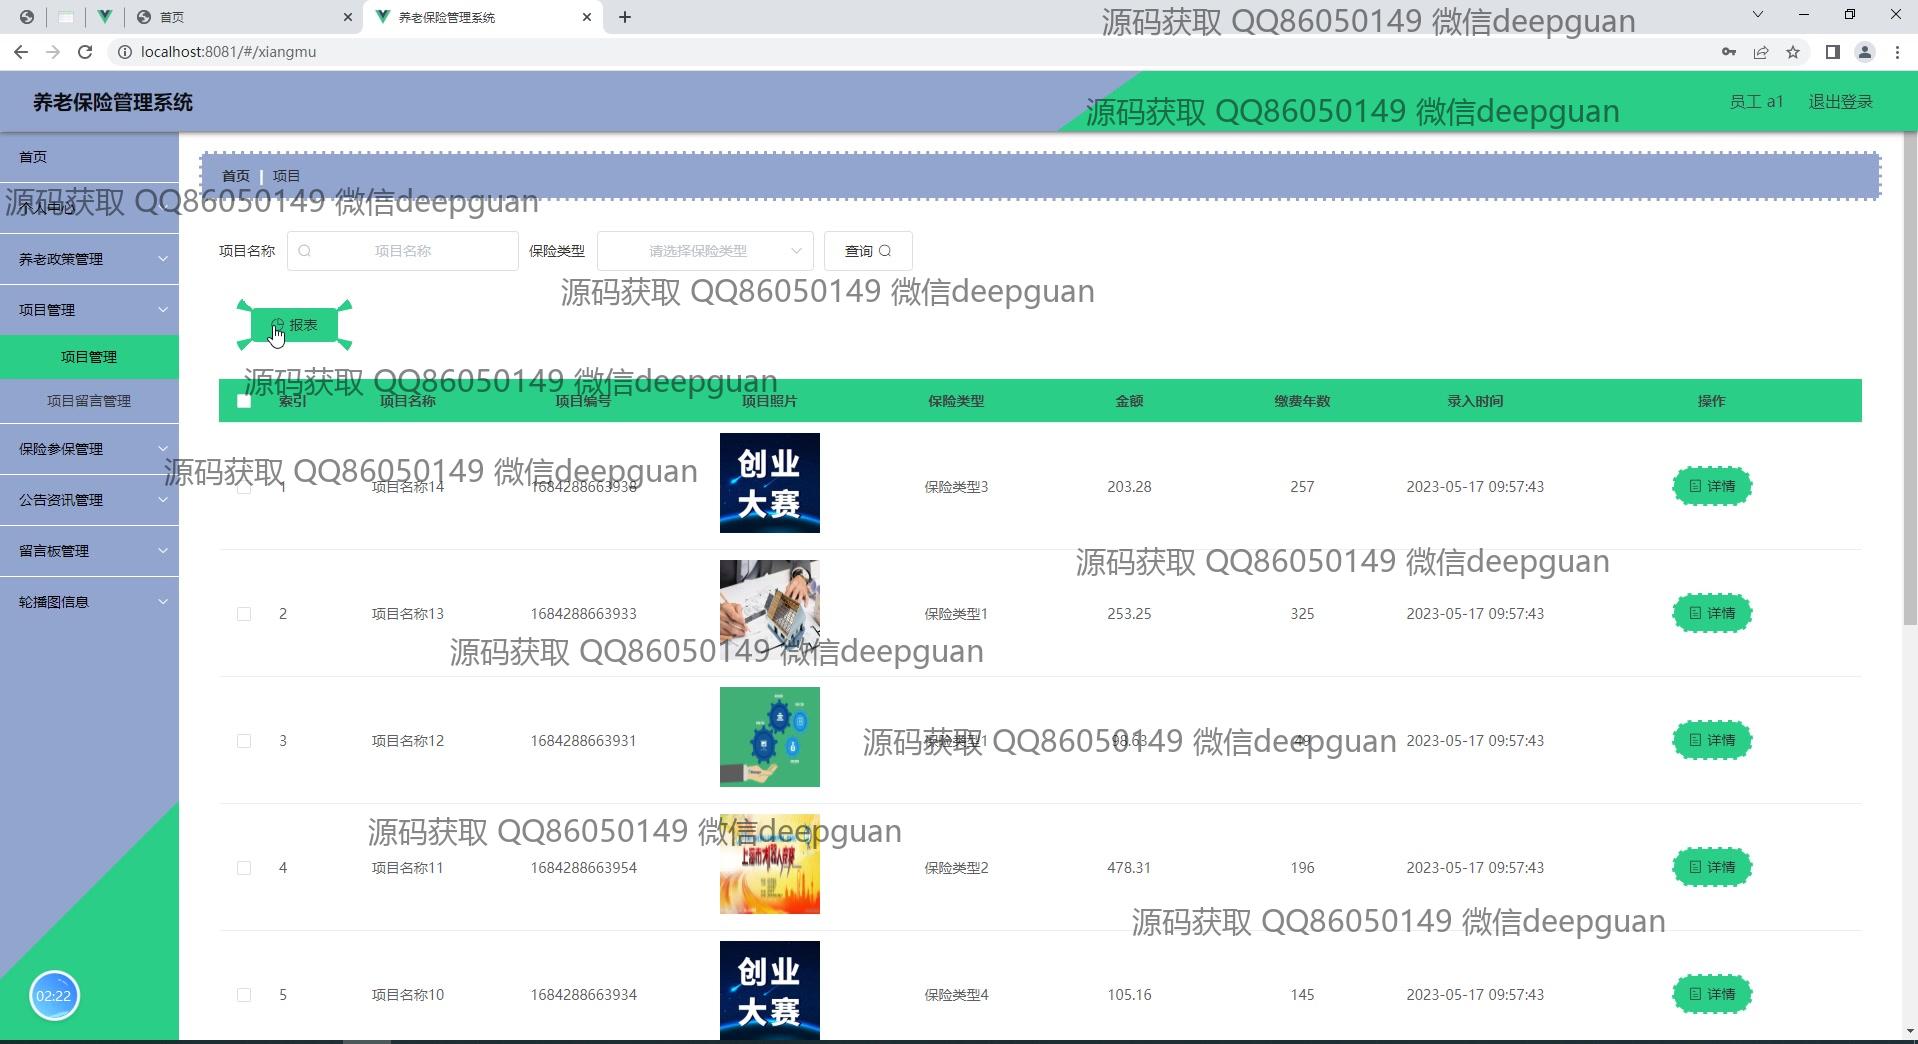 首页
养老保险管理系统
源码获取 QQ86050149 微信deepguan
localhost:8081/#/xiangmu
养老保险管理系统
源码获取 QQ86050149 微信deepguan
员工 a1
退出登录
首页
首页 | 项目
源码获取 QQ86050149 微信deepguan
个人中心
养老政策管理
项目名称 项目名称 保险类型 请选择保险类型 查询
源码获取 QQ86050149 微信deepguan
项目管理
报表
项目管理
源码获取 QQ86050149 微信deepguan
项目留言管理
索引 项目名称 项目编号 项目照片 保险类型 金额 缴费年数 录入时间 操作
保险参保管理
源码获取 QQ86050149 微信deepguan
创业
大赛
1 项目名称14 1684288663938 保险类型3 203.28 257 2023-05-17 09:57:43 详情
公告资讯管理
留言板管理
源码获取 QQ86050149 微信deepguan
轮播图信息
2 项目名称13 1684288663933 保险类型1 253.25 325 2023-05-17 09:57:43 详情
源码获取 QQ86050149 微信deepguan
3 项目名称12 1684288663931 保险类型1 98.63 49 2023-05-17 09:57:43 详情
源码获取 QQ86050149 微信deepguan
源码获取 QQ86050149 微信deepguan
4 项目名称11 1684288663954 保险类型2 478.31 196 2023-05-17 09:57:43 详情
源码获取 QQ86050149 微信deepguan
创业
大赛
5 项目名称10 1684288663934 保险类型4 105.16 145 2023-05-17 09:57:43 详情
02:22